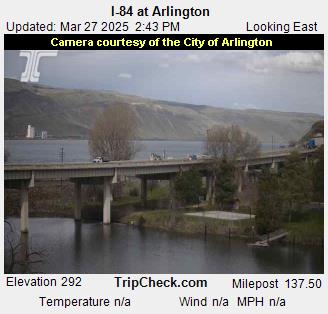 I-84 at Arlington
Updated: Mar 27 2025 2:43 PM Looking East
Camera courtesy of the City of Arlington
Elevation 292 TripCheck.com Milepost 137.50
Temperature n/a Wind n/a MPH n/a